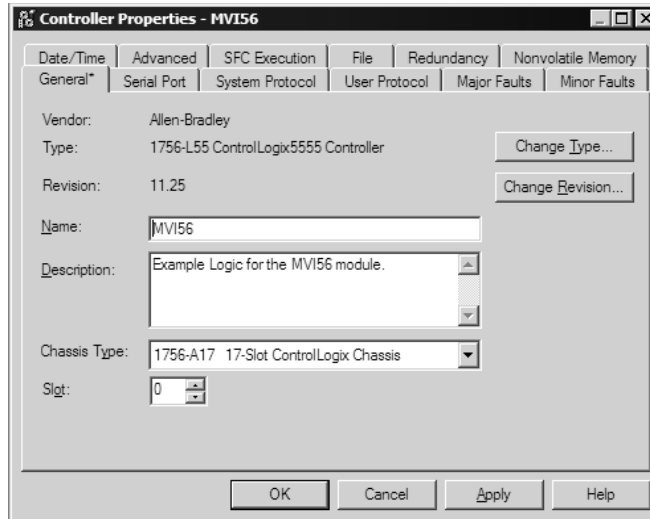 Controller Properties - MVI56
Date/Time Advanced SFC Execution File Redundancy Nonvolatile Memory
General* Serial Port System Protocol User Protocol Major Faults Minor Faults
Vendor: Allen-Bradley
Type: 1756-L55 ControlLogix5555 Controller Change Type...
Revision: 11.25 Change Revision...
Name: MVI56
Description: Example Logic for the MVI56 module.
Chassis Type: 1756-A17 17-Slot ControlLogix Chassis
Slot: 0
OK Cancel Apply Help